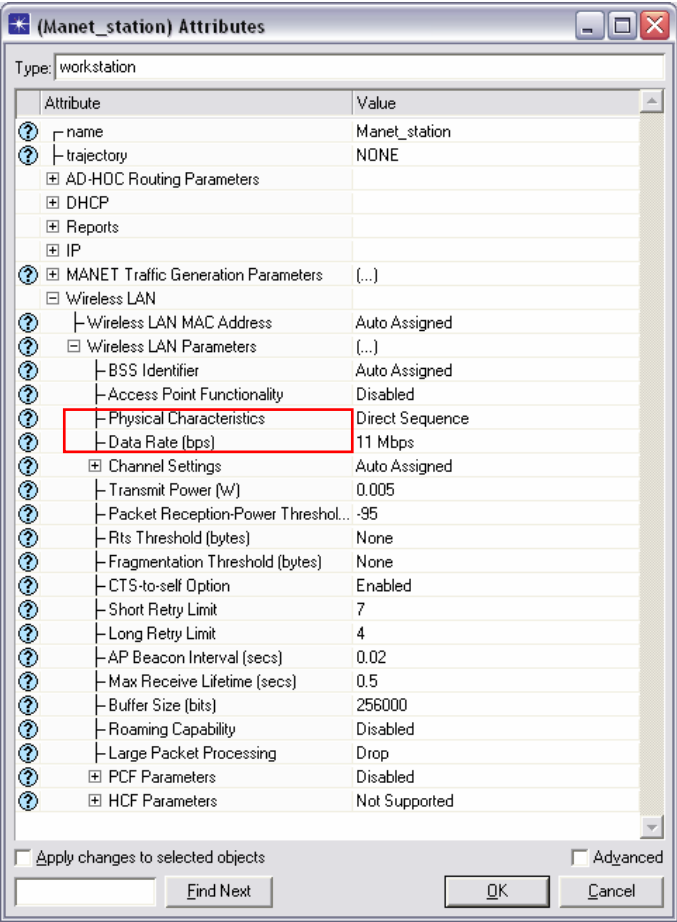 (Manet_station) Attributes
Type: workstation
Attribute Value
name Manet_station
trajectory NONE
AD-HOC Routing Parameters
DHCP
Reports
IP
MANET Traffic Generation Parameters (...)
Wireless LAN
Wireless LAN MAC Address Auto Assigned
Wireless LAN Parameters (...)
BSS Identifier Auto Assigned
Access Point Functionality Disabled
Physical Characteristics Direct Sequence
Data Rate (bps) 11 Mbps
Channel Settings Auto Assigned
Transmit Power (W) 0.005
Packet Reception-Power Threshol... -95
Rts Threshold (bytes) None
Fragmentation Threshold (bytes) None
CTS-to-self Option Enabled
Short Retry Limit 7
Long Retry Limit 4
AP Beacon Interval (secs) 0.02
Max Receive Lifetime (secs) 0.5
Buffer Size (bits) 256000
Roaming Capability Disabled
Large Packet Processing Drop
PCF Parameters Disabled
HCF Parameters Not Supported
Apply changes to selected objects Advanced
Find Next OK Cancel